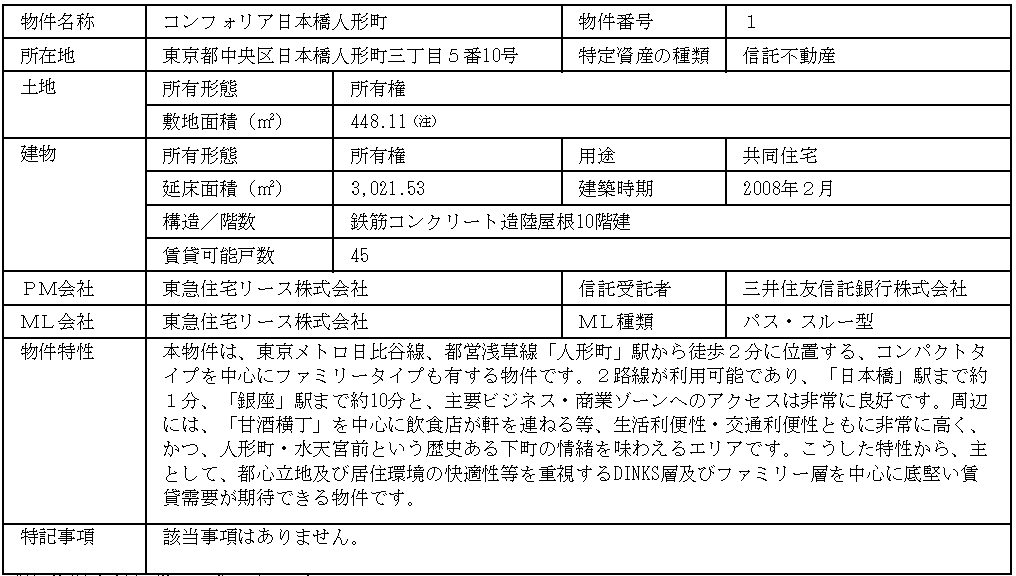 物件名称 コンフォリア日本橋人形町 物件番号 1
所在地 東京都中央区日本橋人形町三丁目5番10号 特定資産の種類 信託不動産
土地 所有形態 所有権
敷地面積(㎡) 448.11(注)
建物 所有形態 所有権 用途 共同住宅
延床面積(㎡) 3,021.53 建築時期 2008年2月
構造/階数 鉄筋コンクリート造陸屋根10階建
賃貸可能戸数 45
PM会社 東急住宅リース株式会社 信託受託者 三井住友信託銀行株式会社
ML会社 東急住宅リース株式会社 ML種類 パス・スルー型
物件特性 本物件は、東京メトロ日比谷線、都営浅草線「人形町」駅から徒歩2分に位置する、コンパクトタ
イプを中心にファミリータイプも有する物件です。2路線が利用可能であり、「日本橋」駅まで約
1分、「銀座」駅まで約10分と、主要ビジネス・商業ゾーンへのアクセスは非常に良好です。周辺
には、「甘酒横丁」を中心に飲食店が軒を連ねる等、生活利便性・交通利便性ともに非常に高く、
かつ、人形町・水天宮前という歴史ある下町の情緒を味わえるエリアです。こうした特性から、主
として、都心立地及び居住環境の快適性等を重視するDINKS層及びファミリー層を中心に底堅い賃
貸需要が期待できる物件です。
特記事項 該当事項はありません。